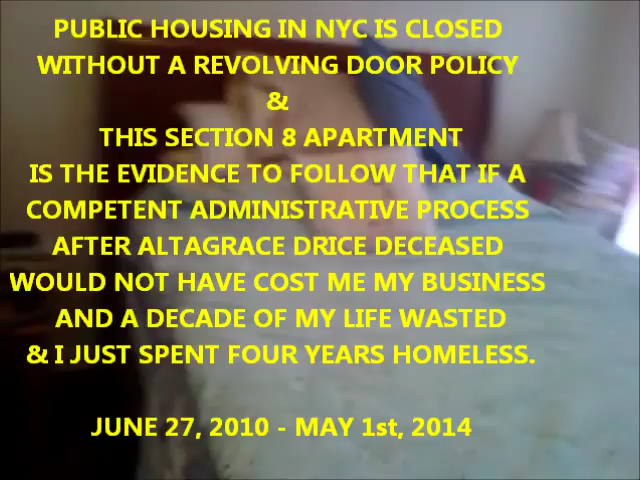 PUBLIC HOUSING IN NYC IS CLOSED
WITHOUT A REVOLVING DOOR POLICY
&
THIS SECTION 8 APARTMENT
IS THE EVIDENCE TO FOLLOW THAT IF A
COMPETENT ADMINISTRATIVE PROCESS
AFTER ALTAGRACE DRICE DECEASED
WOULD NOT HAVE COST ME MY BUSINESS
AND A DECADE OF MY LIFE WASTED
& I JUST SPENT FOUR YEARS HOMELESS.
JUNE 27, 2010 - MAY 1st, 2014